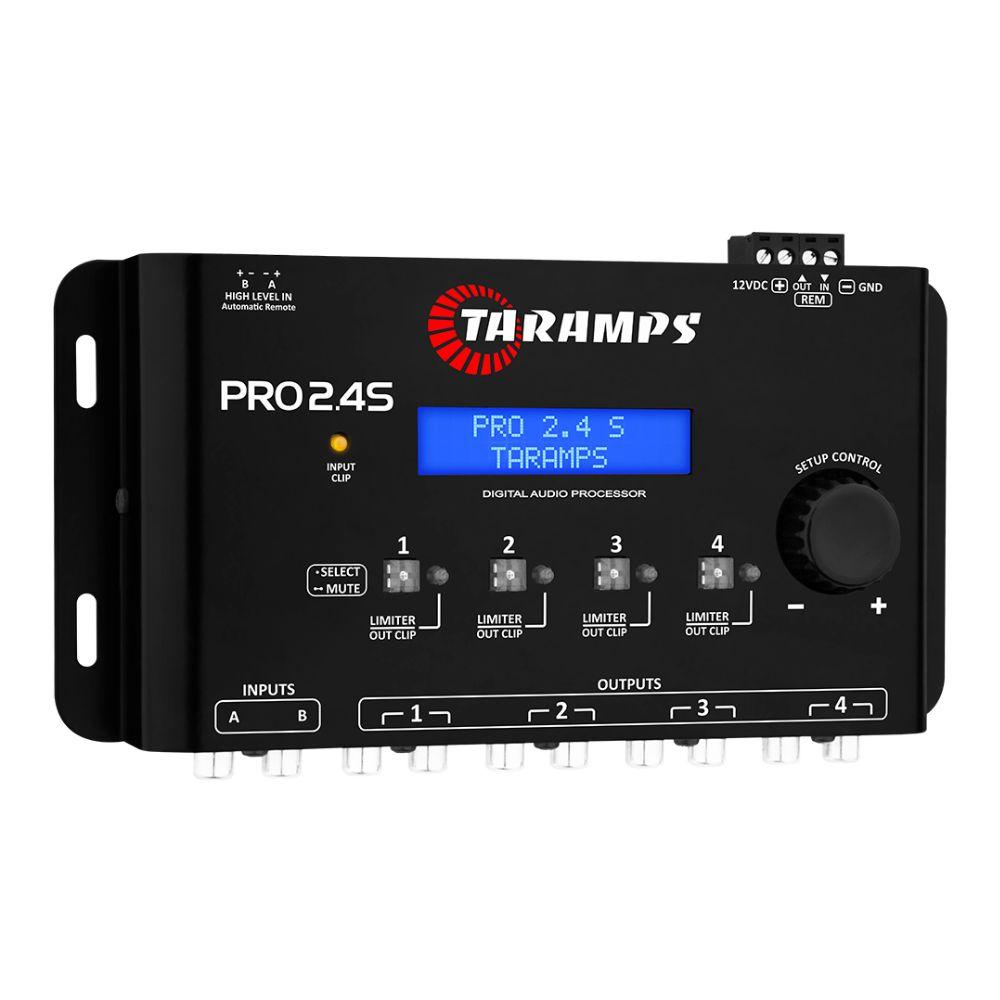 + - - +
B A
HIGH LEVEL IN
Automatic Remote
12VDC + OUT IN - GND
REM
TARAMPS
PRO 2.4S
PRO 2.4 S
TARAMPS
INPUT
CLIP
DIGITAL AUDIO PROCESSOR
SETUP CONTROL
- +
1 2 3 4
•SELECT
MUTE
LIMITER LIMITER LIMITER LIMITER
OUT CLIP OUT CLIP OUT CLIP OUT CLIP
INPUTS OUTPUTS
A B 1 2 3 4